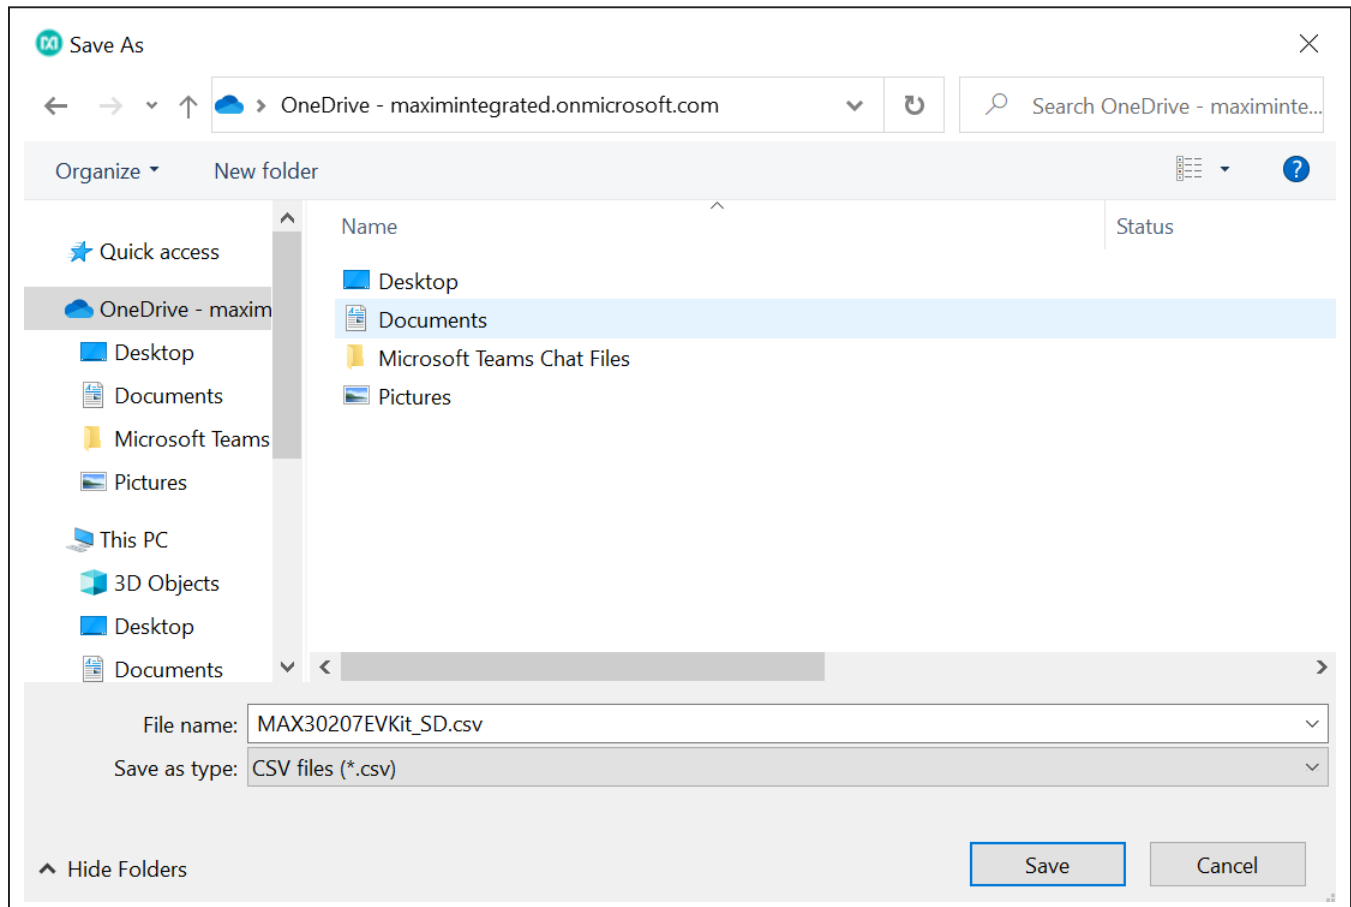 Save As
OneDrive - maximintegrated.onmicrosoft.com
Search OneDrive - maximinte...
Organize
New folder
?
Name
Status
Quick access
OneDrive - maxim
Desktop
Documents
Microsoft Teams
Pictures
This PC
3D Objects
Desktop
Documents
Desktop
Documents
Microsoft Teams Chat Files
Pictures
File name: MAX30207EVKit_SD.csv
Save as type: CSV files (*.csv)
Hide Folders
Save
Cancel